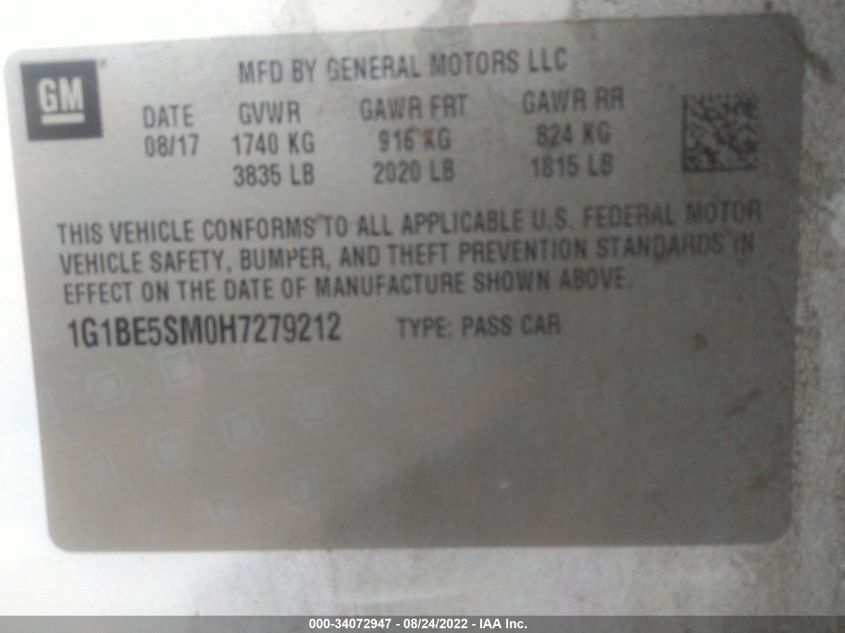 GM®
MFD BY GENERAL MOTORS LLC
DATE GVWR GAWR FRT GAWR RR
08/17 1740 KG 916 KG 824 KG
3835 LB 2020 LB 1815 LB
THIS VEHICLE CONFORMS TO ALL APPLICABLE U.S. FEDERAL MOTOR
VEHICLE SAFETY, BUMPER, AND THEFT PREVENTION STANDARDS IN
EFFECT ON THE DATE OF MANUFACTURE SHOWN ABOVE.
1G1BE5SM0H7279212 TYPE: PASS CAR
000-34072947 - 08/24/2022 - IAA Inc.